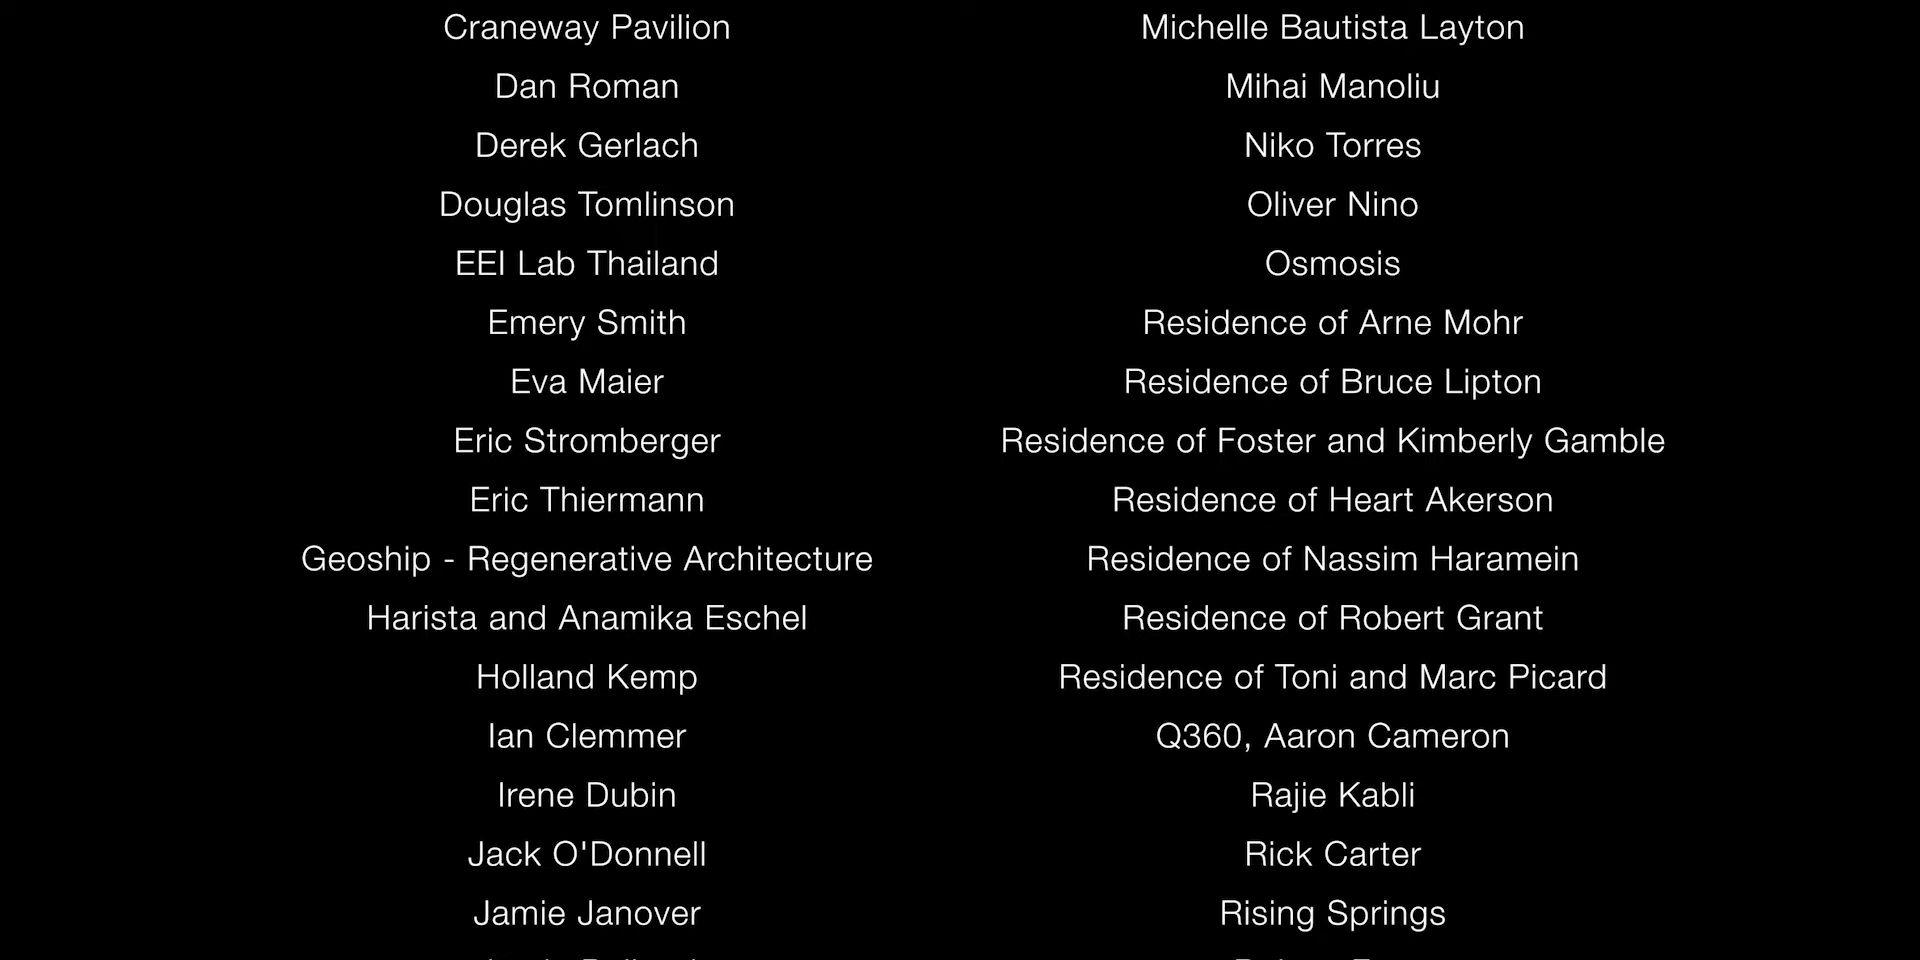 Craneway Pavilion
Dan Roman
Derek Gerlach
Douglas Tomlinson
EEI Lab Thailand
Emery Smith
Eva Maier
Eric Stromberger
Eric Thiermann
Geoship - Regenerative Architecture
Harista and Anamika Eschel
Holland Kemp
Ian Clemmer
Irene Dubin
Jack O'Donnell
Jamie Janover
Michelle Bautista Layton
Mihai Manoliu
Niko Torres
Oliver Nino
Osmosis
Residence of Arne Mohr
Residence of Bruce Lipton
Residence of Foster and Kimberly Gamble
Residence of Heart Akerson
Residence of Nassim Haramein
Residence of Robert Grant
Residence of Toni and Marc Picard
Q360, Aaron Cameron
Rajie Kabli
Rick Carter
Rising Springs